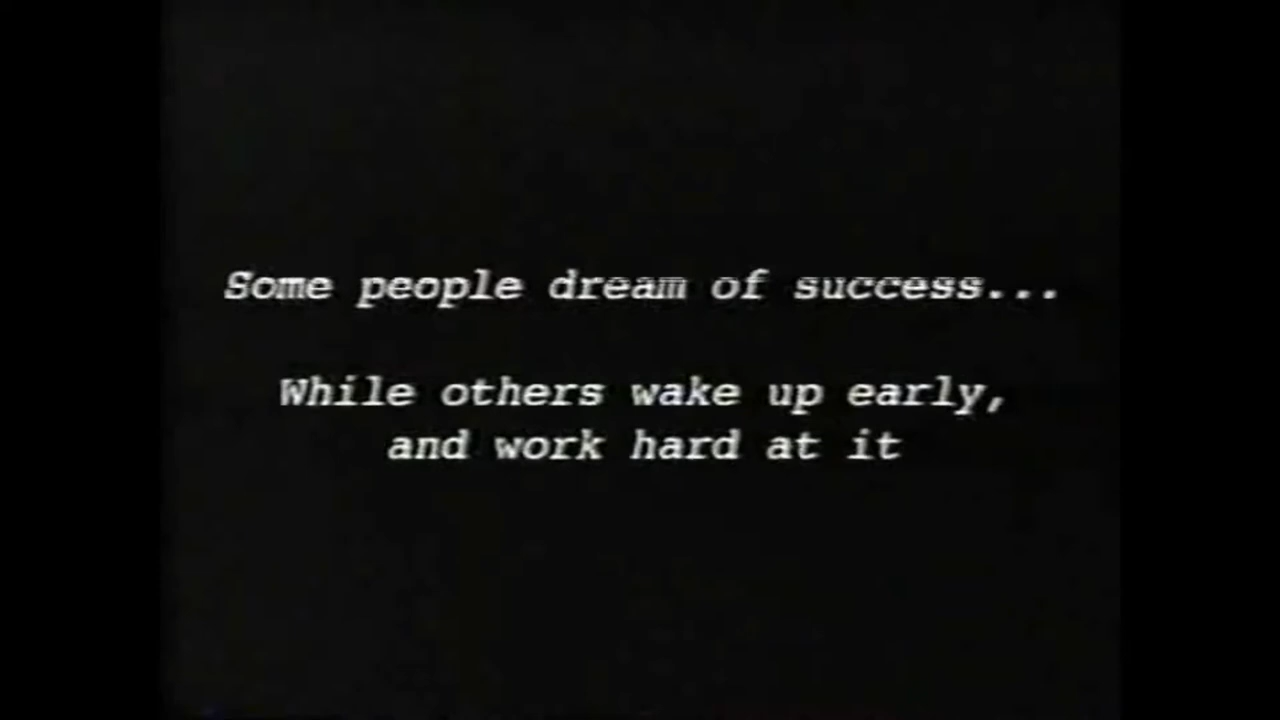 Some people dream of success...
While others wake up early,
and work hard at it